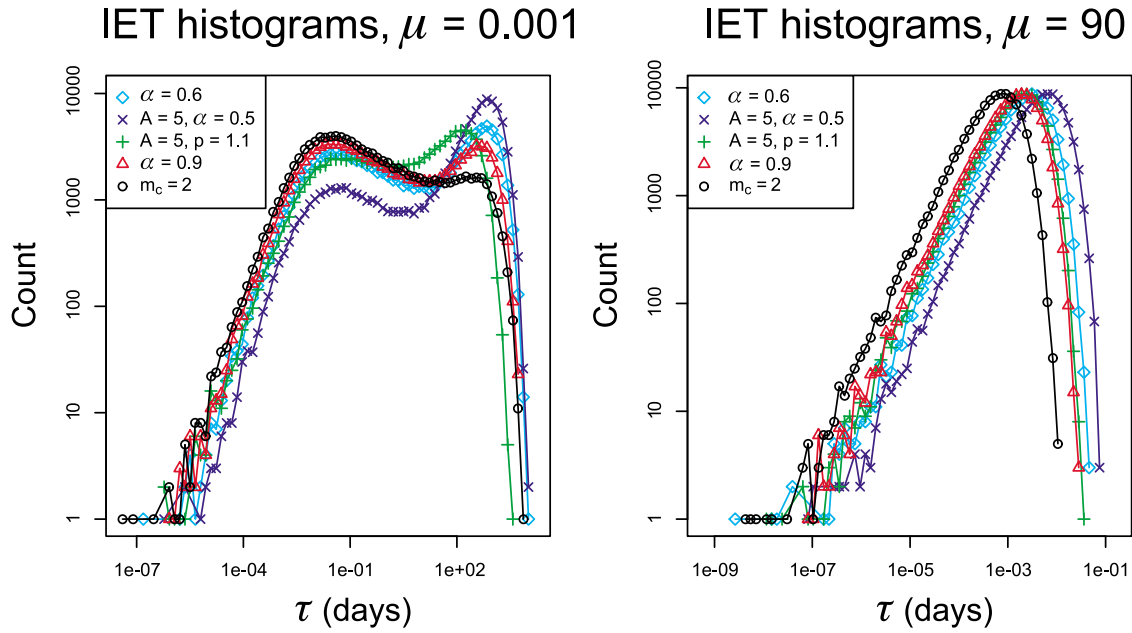 IET histograms, μ = 0.001
10000
1000
100
10
1
Count
α = 0.6
A = 5, α = 0.5
A = 5, p = 1.1
α = 0.9
m_c = 2
1e-07
1e-04
1e-01
1e+02
τ (days)
IET histograms, μ = 90
10000
1000
100
10
1
Count
α = 0.6
A = 5, α = 0.5
A = 5, p = 1.1
α = 0.9
m_c = 2
1e-09
1e-07
1e-05
1e-03
1e-01
τ (days)